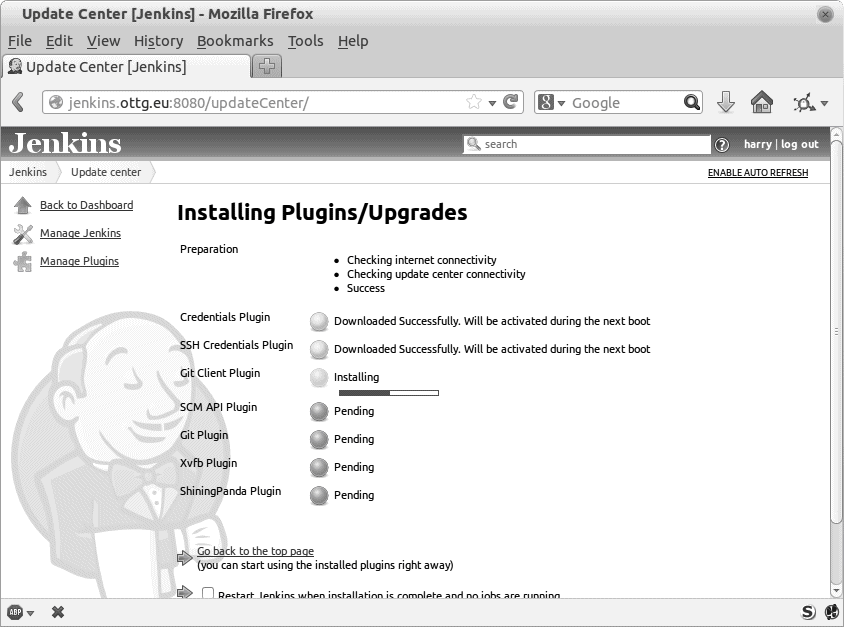 Update Center [Jenkins] - Mozilla Firefox
File Edit View History Bookmarks Tools Help
Update Center [Jenkins]
jenkins.ottg.eu:8080/updateCenter/
8 Google
Jenkins
search
? harry | log out
Jenkins Update center
ENABLE AUTO REFRESH
Back to Dashboard
Manage Jenkins
Manage Plugins
Installing Plugins/Upgrades
Preparation
• Checking internet connectivity
• Checking update center connectivity
• Success
Credentials Plugin Downloaded Successfully. Will be activated during the next boot
SSH Credentials Plugin Downloaded Successfully. Will be activated during the next boot
Git Client Plugin Installing
SCM API Plugin Pending
Git Plugin Pending
Xvfb Plugin Pending
ShiningPanda Plugin Pending
Go back to the top page
(you can start using the installed plugins right away)
Restart Jenkins when installation is complete and no jobs are running
ABP
S